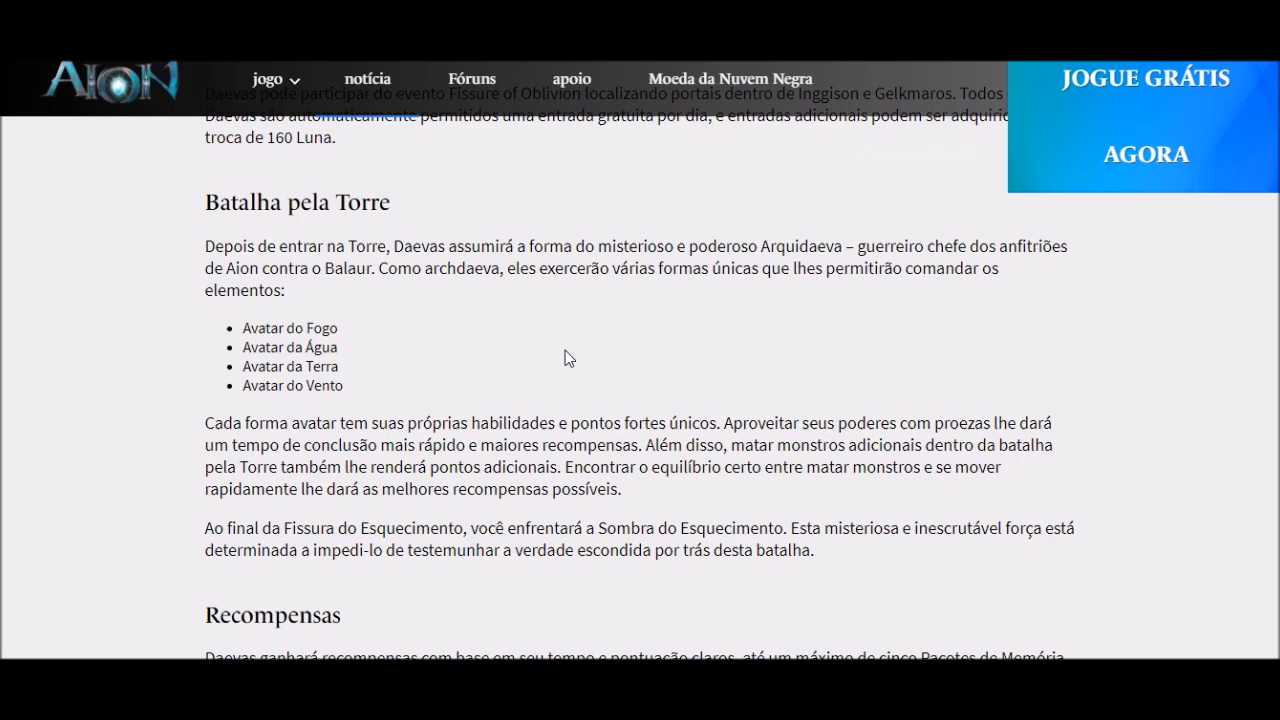 AION
jogo
notícia
Fóruns
apoio
Moeda da Nuvem Negra
JOGUE GRÁTIS
AGORA
Daevas pode participar do evento Fissure of Oblivion localizando portais dentro de Inggison e Gelkmaros. Todos
Daevas são automaticamente permitidos uma entrada gratuita por dia, e entradas adicionais podem ser
troca de 160 Luna.
Batalha pela Torre
Depois de entrar na Torre, Daevas assumirá a forma do misterioso e poderoso Arquidaeva – guerreiro chefe dos anfitriões
de Aion contra o Balaur. Como archdaeva, eles exercerão várias formas únicas que lhes permitirão comandar os
elementos:
• Avatar do Fogo
• Avatar da Água
• Avatar da Terra
• Avatar do Vento
Cada forma avatar tem suas próprias habilidades e pontos fortes únicos. Aproveitar seus poderes com proezas lhe dará
um tempo de conclusão mais rápido e maiores recompensas. Além disso, matar monstros adicionais dentro da batalha
pela Torre também lhe renderá pontos adicionais. Encontrar o equilíbrio certo entre matar monstros e se mover
rapidamente lhe dará as melhores recompensas possíveis.
Ao final da Fissura do Esquecimento, você enfrentará a Sombra do Esquecimento. Esta misteriosa e inescrutável força está
determinada a impedi-lo de testemunhar a verdade escondida por trás desta batalha.
Recompensas
Daevas ganhará recompensas com base em seu tempo e pontuação claros, até um máximo de cinco Pacotes de Memória